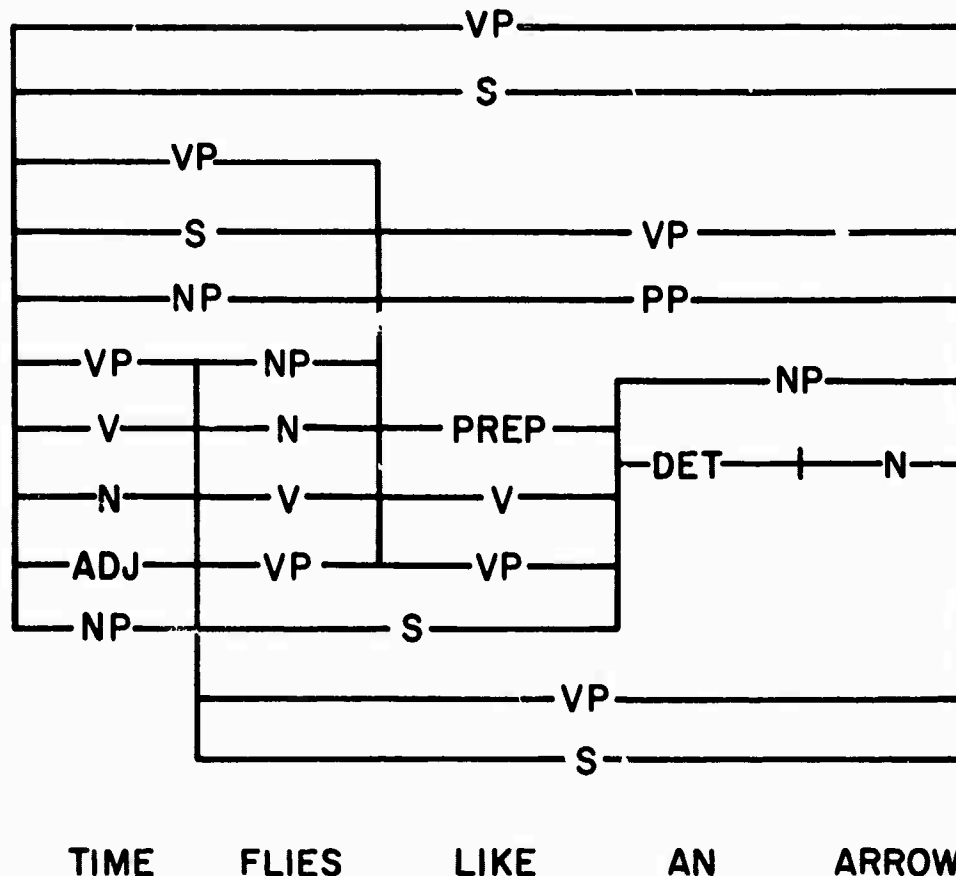 VP
S
VP
S VP
NP PP
VP NP
NP
V N PREP
DET N
N V V
ADJ VP VP
NP S
VP
S
TIME FLIES LIKE AN ARROW